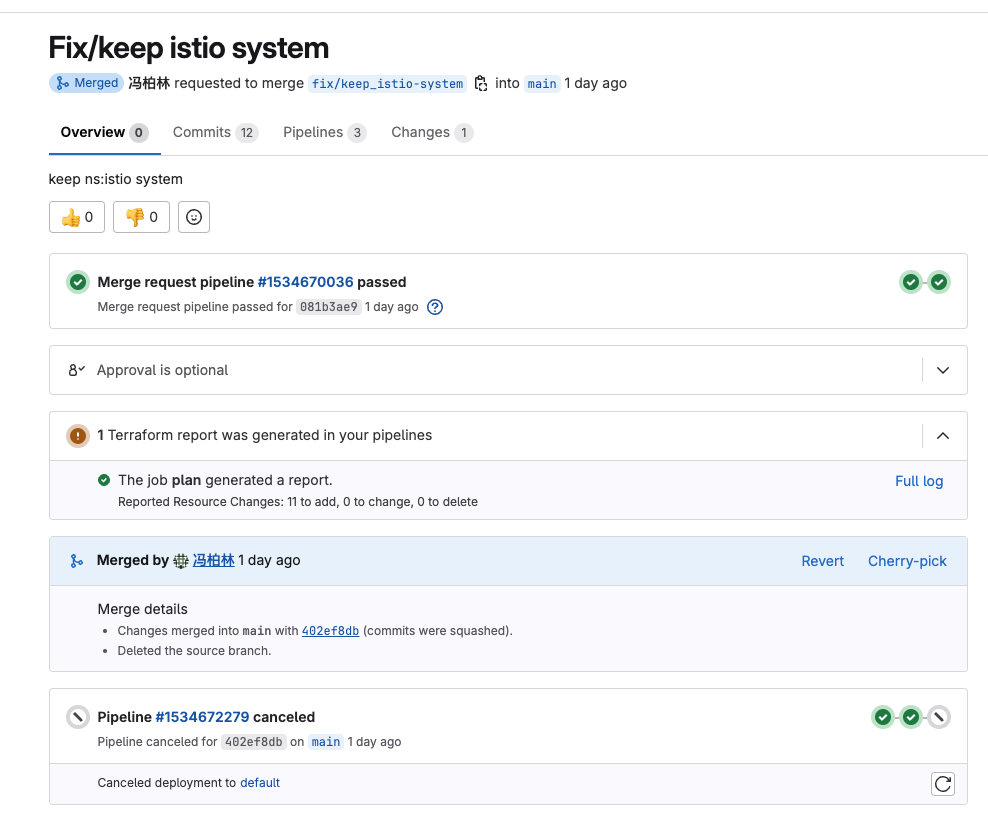 Fix/keep istio system
Merged 冯柏林 requested to merge fix/keep_istio-system into main 1 day ago
Overview 0 Commits 12 Pipelines 3 Changes 1
keep ns:istio system
👍 0 👎 0
Merge request pipeline #1534670036 passed
Merge request pipeline passed for 081b3ae9 1 day ago
Approval is optional
1 Terraform report was generated in your pipelines
The job plan generated a report. Full log
Reported Resource Changes: 11 to add, 0 to change, 0 to delete
Merged by 冯柏林 1 day ago Revert Cherry-pick
Merge details
• Changes merged into main with 402ef8db (commits were squashed).
• Deleted the source branch.
Pipeline #1534672279 canceled
Pipeline canceled for 402ef8db on main 1 day ago
Canceled deployment to default